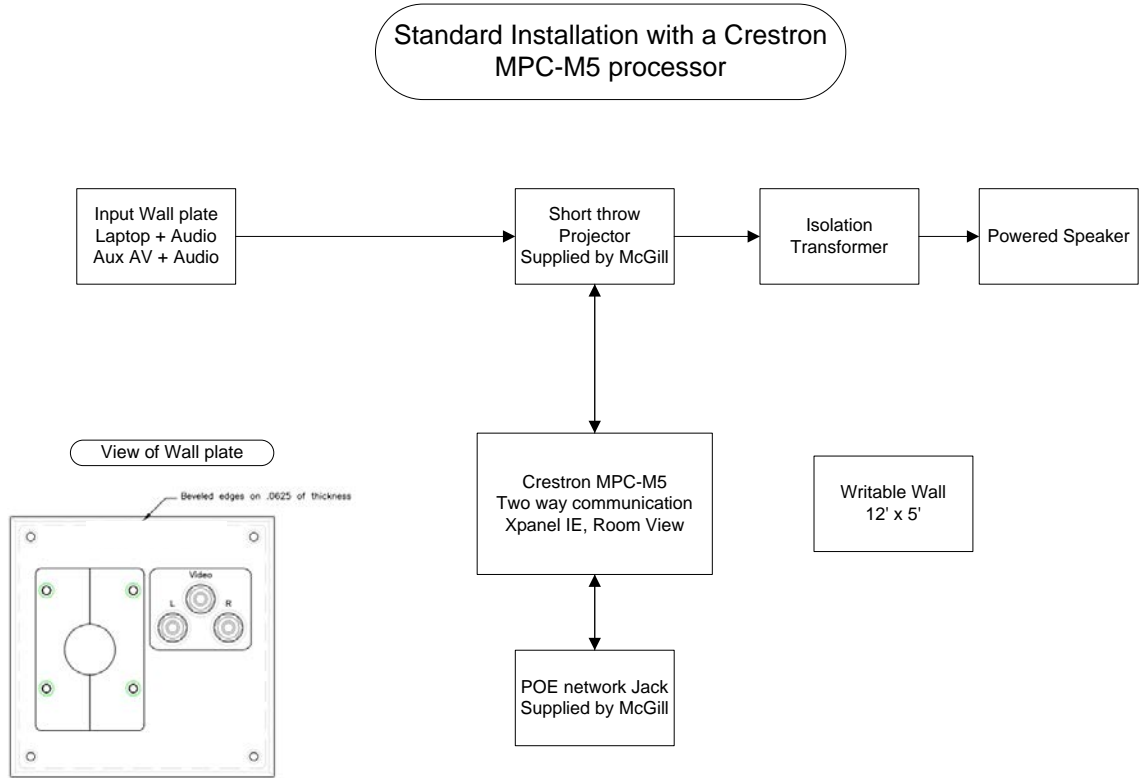 Standard Installation with a Crestron
MPC-M5 processor
Input Wall plate
Laptop + Audio
Aux AV + Audio
Short throw
Projector
Supplied by McGill
Isolation
Transformer
Powered Speaker
View of Wall plate
Beveled edges on .0625 of thickness
Video
L
R
Crestron MPC-M5
Two way communication
Xpanel IE, Room View
Writable Wall
12' x 5'
POE network Jack
Supplied by McGill